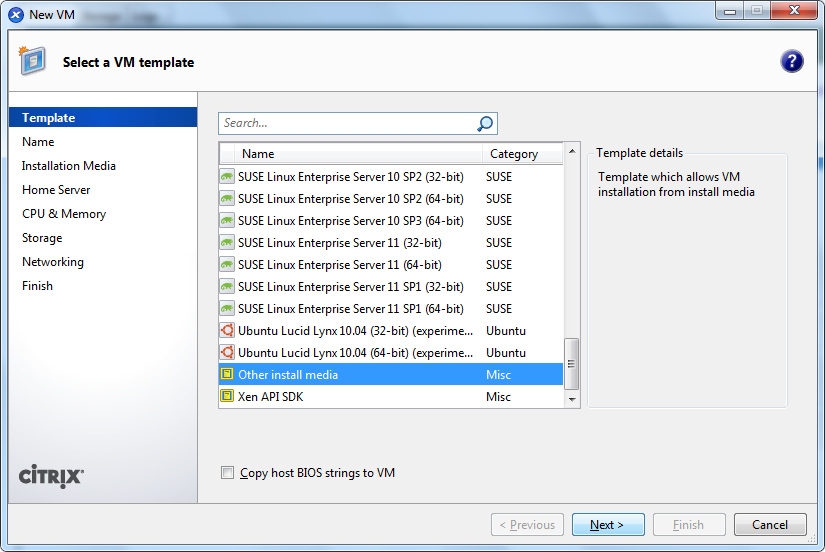 New VM
Select a VM template
Template
Name
Installation Media
Home Server
CPU & Memory
Storage
Networking
Finish
CITRIX
Search...
Name Category
SUSE Linux Enterprise Server 10 SP2 (32-bit) SUSE
SUSE Linux Enterprise Server 10 SP2 (64-bit) SUSE
SUSE Linux Enterprise Server 10 SP3 (64-bit) SUSE
SUSE Linux Enterprise Server 11 (32-bit) SUSE
SUSE Linux Enterprise Server 11 (64-bit) SUSE
SUSE Linux Enterprise Server 11 SP1 (32-bit) SUSE
SUSE Linux Enterprise Server 11 SP1 (64-bit) SUSE
Ubuntu Lucid Lynx 10.04 (32-bit) (experime... Ubuntu
Ubuntu Lucid Lynx 10.04 (64-bit) (experime... Ubuntu
Other install media Misc
Xen API SDK Misc
Template details
Template which allows VM
installation from install media
Copy host BIOS strings to VM
< Previous Next > Finish Cancel